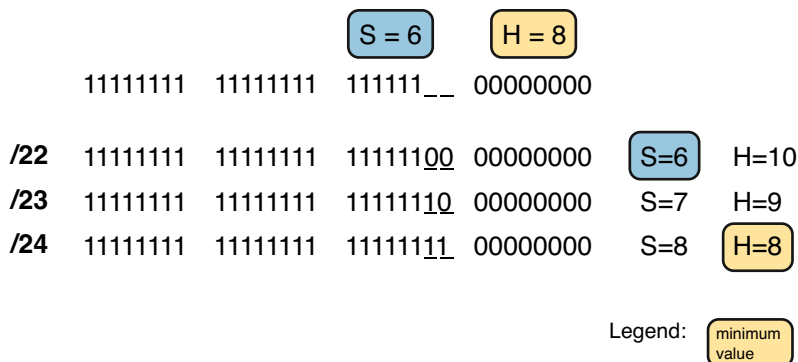 S = 6 H = 8
11111111 11111111 111111_ _ 00000000
/22 11111111 11111111 11111100 00000000 S=6 H=10
/23 11111111 11111111 11111110 00000000 S=7 H=9
/24 11111111 11111111 11111111 00000000 S=8 H=8
Legend: minimum
value